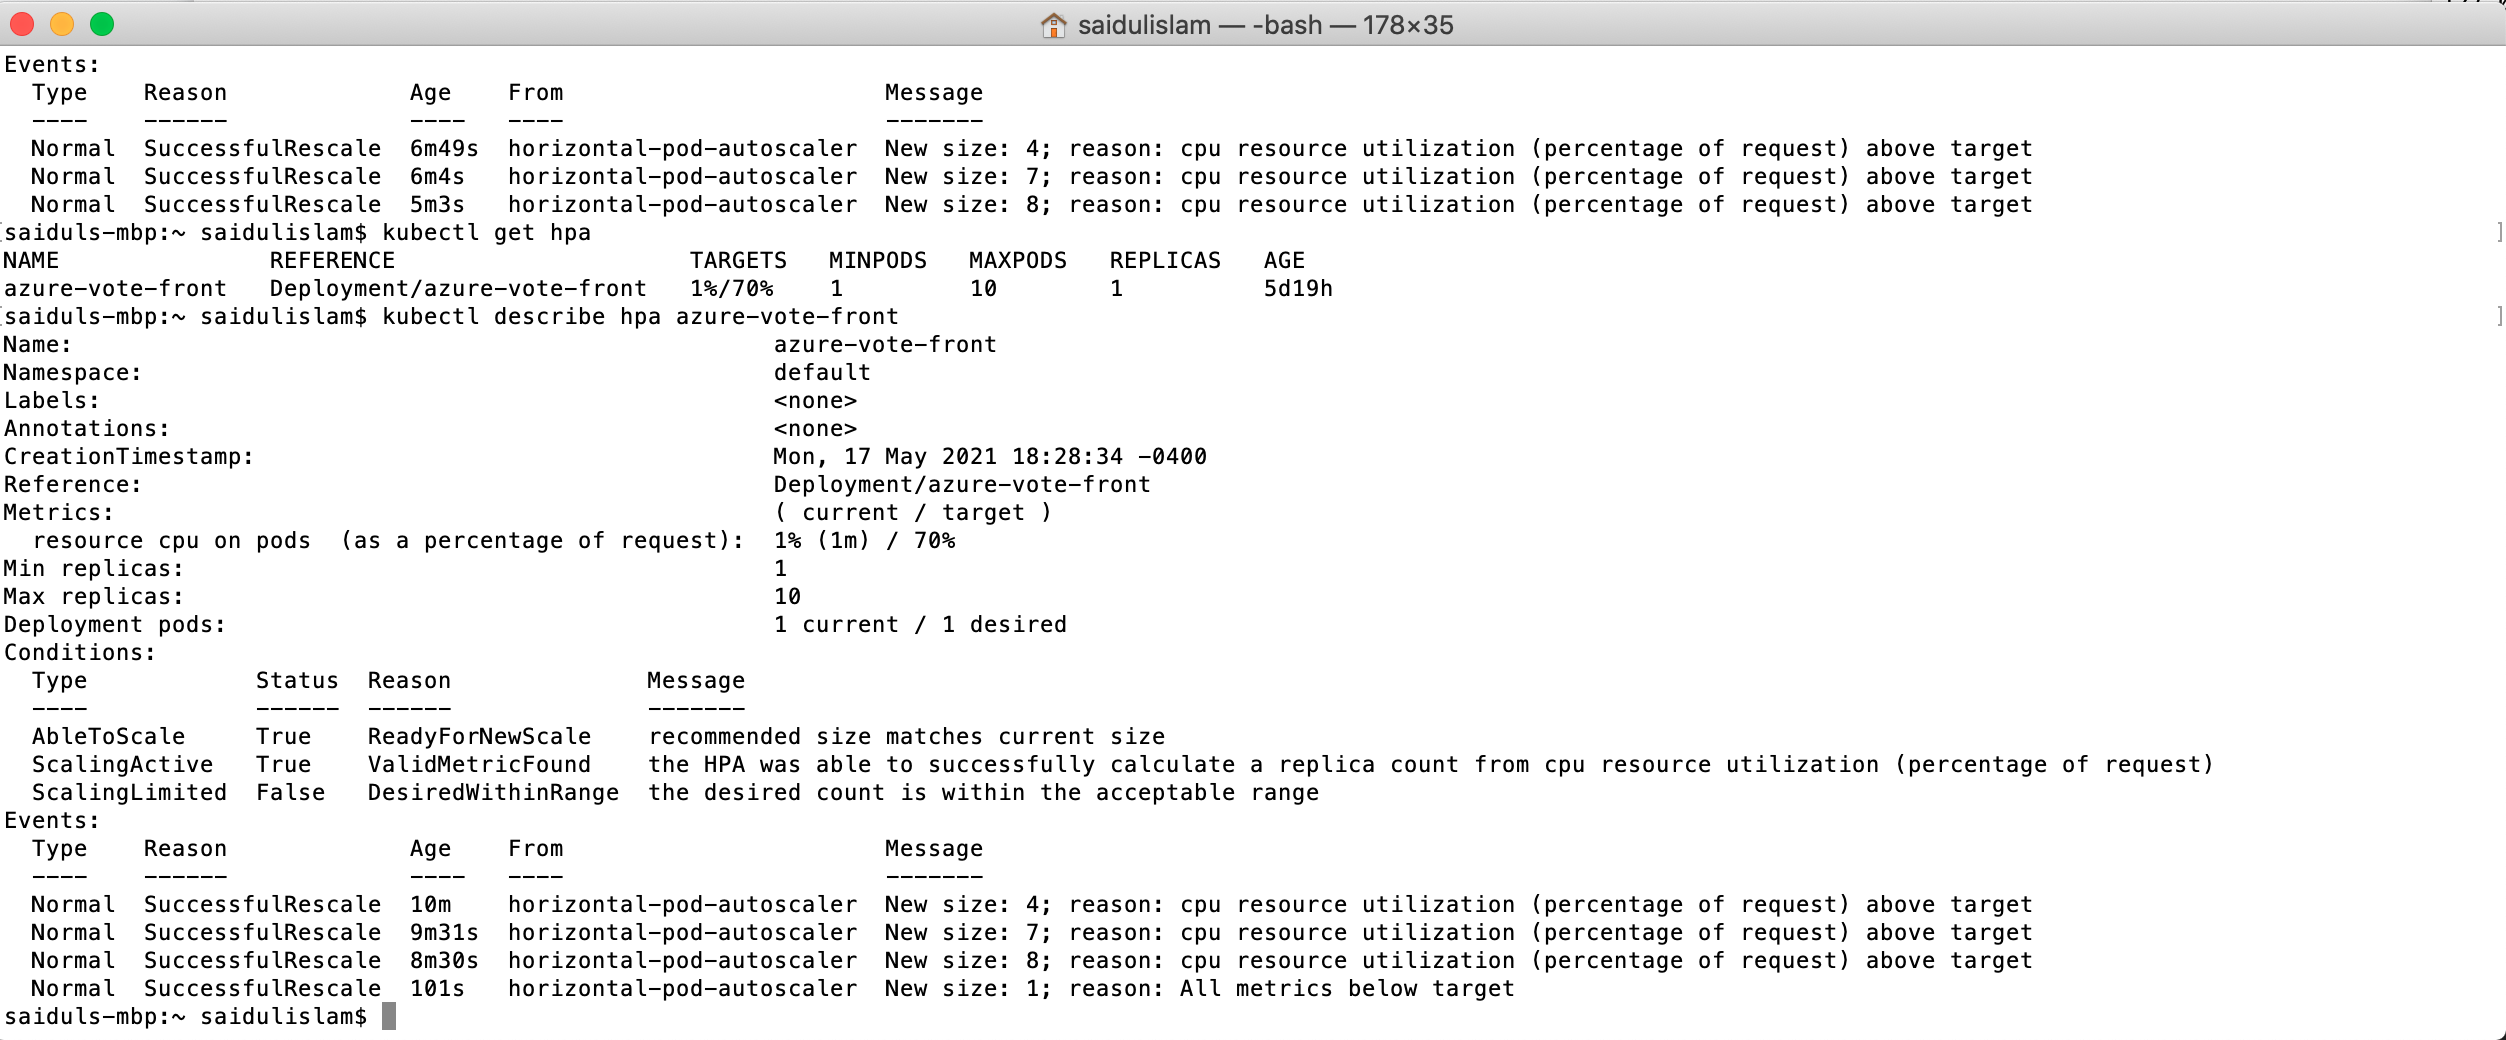 saidulislam — -bash — 178×35
Events:
  Type    Reason             Age    From                       Message
  ----    ------             ----   ----                       -------
  Normal  SuccessfulRescale  6m49s  horizontal-pod-autoscaler  New size: 4; reason: cpu resource utilization (percentage of request) above target
  Normal  SuccessfulRescale  6m4s   horizontal-pod-autoscaler  New size: 7; reason: cpu resource utilization (percentage of request) above target
  Normal  SuccessfulRescale  5m3s   horizontal-pod-autoscaler  New size: 8; reason: cpu resource utilization (percentage of request) above target
[saiduls-mbp:~ saidulislam$ kubectl get hpa ]
NAME               REFERENCE                     TARGETS   MINPODS   MAXPODS   REPLICAS   AGE
azure-vote-front   Deployment/azure-vote-front   1%/70%    1         10        1          5d19h
[saiduls-mbp:~ saidulislam$ kubectl describe hpa azure-vote-front ]
Name:                                                  azure-vote-front
Namespace:                                             default
Labels:                                                <none>
Annotations:                                           <none>
CreationTimestamp:                                     Mon, 17 May 2021 18:28:34 -0400
Reference:                                             Deployment/azure-vote-front
Metrics:                                               ( current / target )
  resource cpu on pods  (as a percentage of request):  1% (1m) / 70%
Min replicas:                                          1
Max replicas:                                          10
Deployment pods:                                       1 current / 1 desired
Conditions:
  Type            Status  Reason              Message
  ----            ------  ------              -------
  AbleToScale     True    ReadyForNewScale    recommended size matches current size
  ScalingActive   True    ValidMetricFound    the HPA was able to successfully calculate a replica count from cpu resource utilization (percentage of request)
  ScalingLimited  False   DesiredWithinRange  the desired count is within the acceptable range
Events:
  Type    Reason             Age    From                       Message
  ----    ------             ----   ----                       -------
  Normal  SuccessfulRescale  10m    horizontal-pod-autoscaler  New size: 4; reason: cpu resource utilization (percentage of request) above target
  Normal  SuccessfulRescale  9m31s  horizontal-pod-autoscaler  New size: 7; reason: cpu resource utilization (percentage of request) above target
  Normal  SuccessfulRescale  8m30s  horizontal-pod-autoscaler  New size: 8; reason: cpu resource utilization (percentage of request) above target
  Normal  SuccessfulRescale  101s   horizontal-pod-autoscaler  New size: 1; reason: All metrics below target
saiduls-mbp:~ saidulislam$